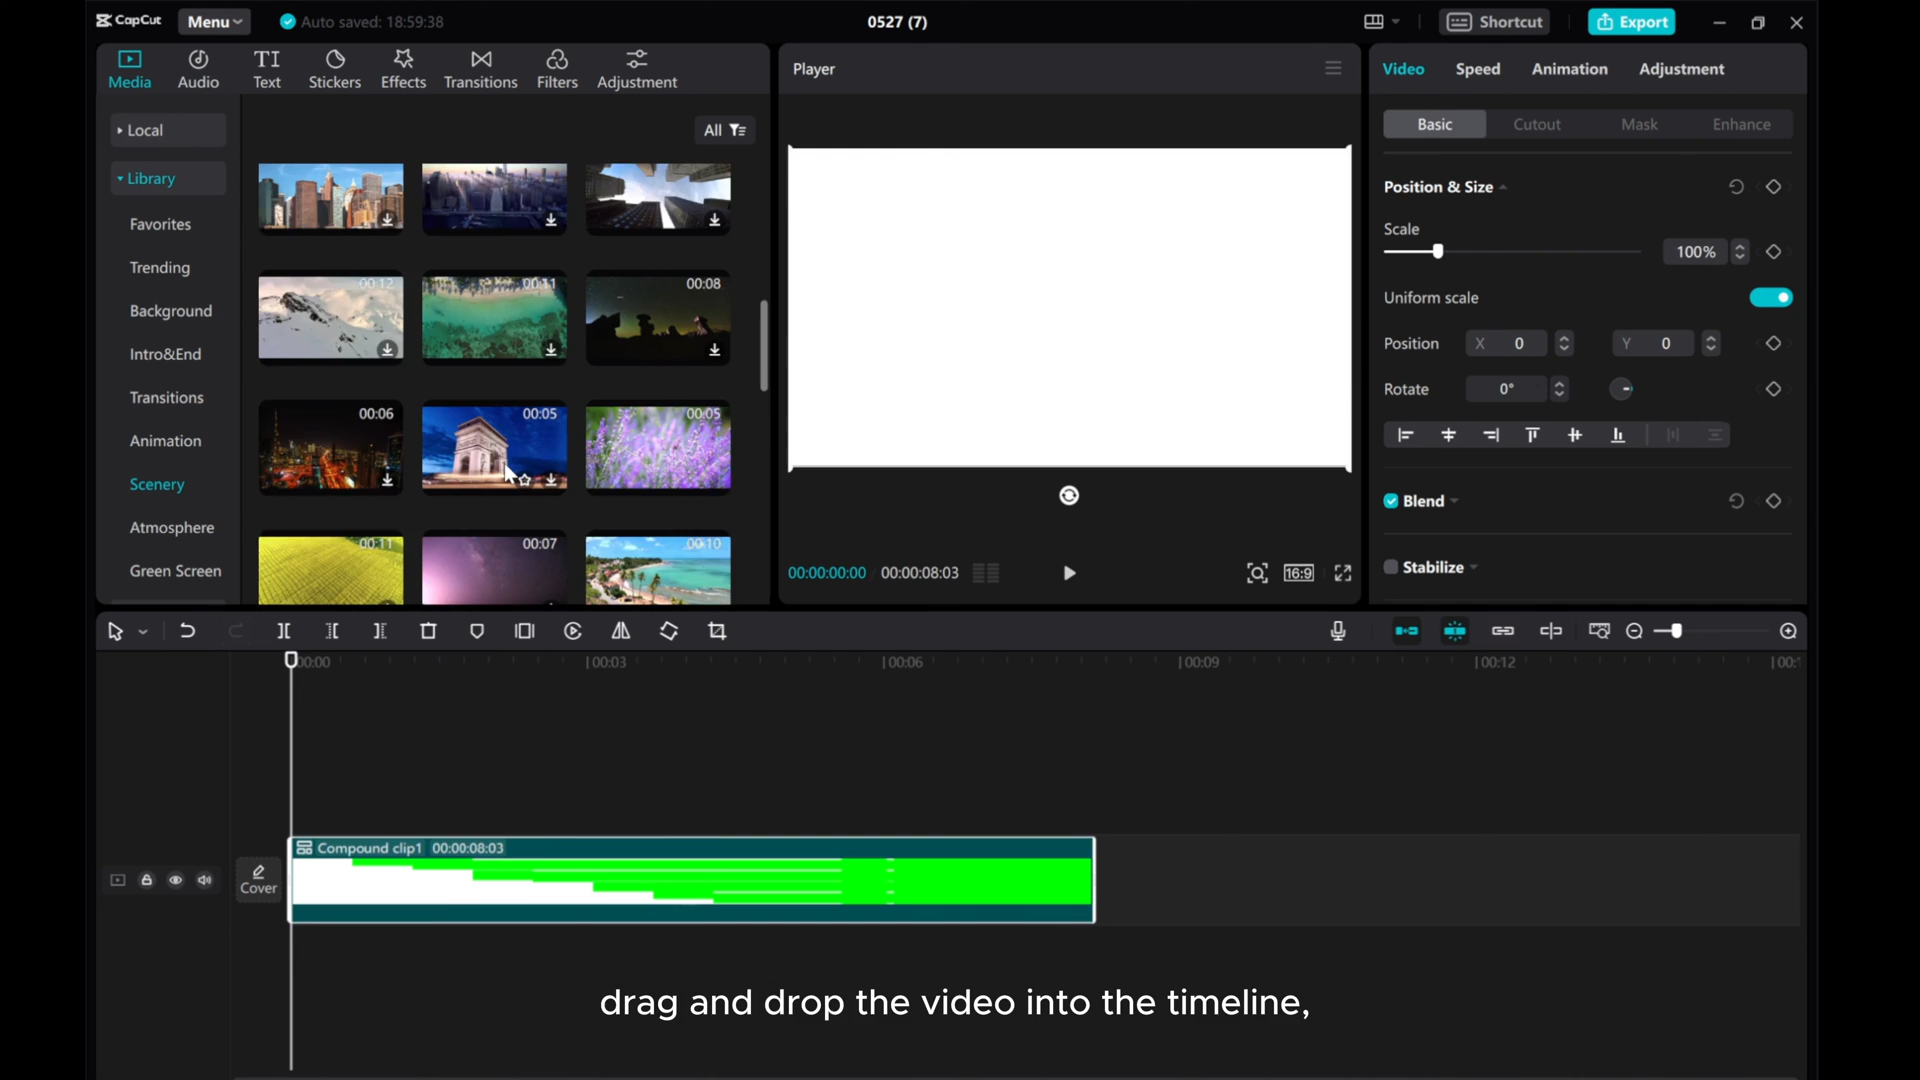 CapCut
Menu
Auto saved: 18:59:38
0527 (7)
Shortcut
Export
Media
Audio
TI
Text
Stickers
Effects
Transitions
Filters
Adjustment
Local
Library
Favorites
Trending
Background
Intro&End
Transitions
Animation
Scenery
Atmosphere
Green Screen
All
00:12
00:11
00:08
00:06
00:05
00:05
00:11
00:07
00:10
Player
00:00:00:00
00:00:08:03
16:9
Video
Speed
Animation
Adjustment
Basic
Cutout
Mask
Enhance
Position & Size
Scale
100%
Uniform scale
Position
X 0
Y 0
Rotate
0°
Blend
Stabilize
00:00
00:03
00:06
00:09
00:12
Cover
Compound clip1 00:00:08:03
drag and drop the video into the timeline,